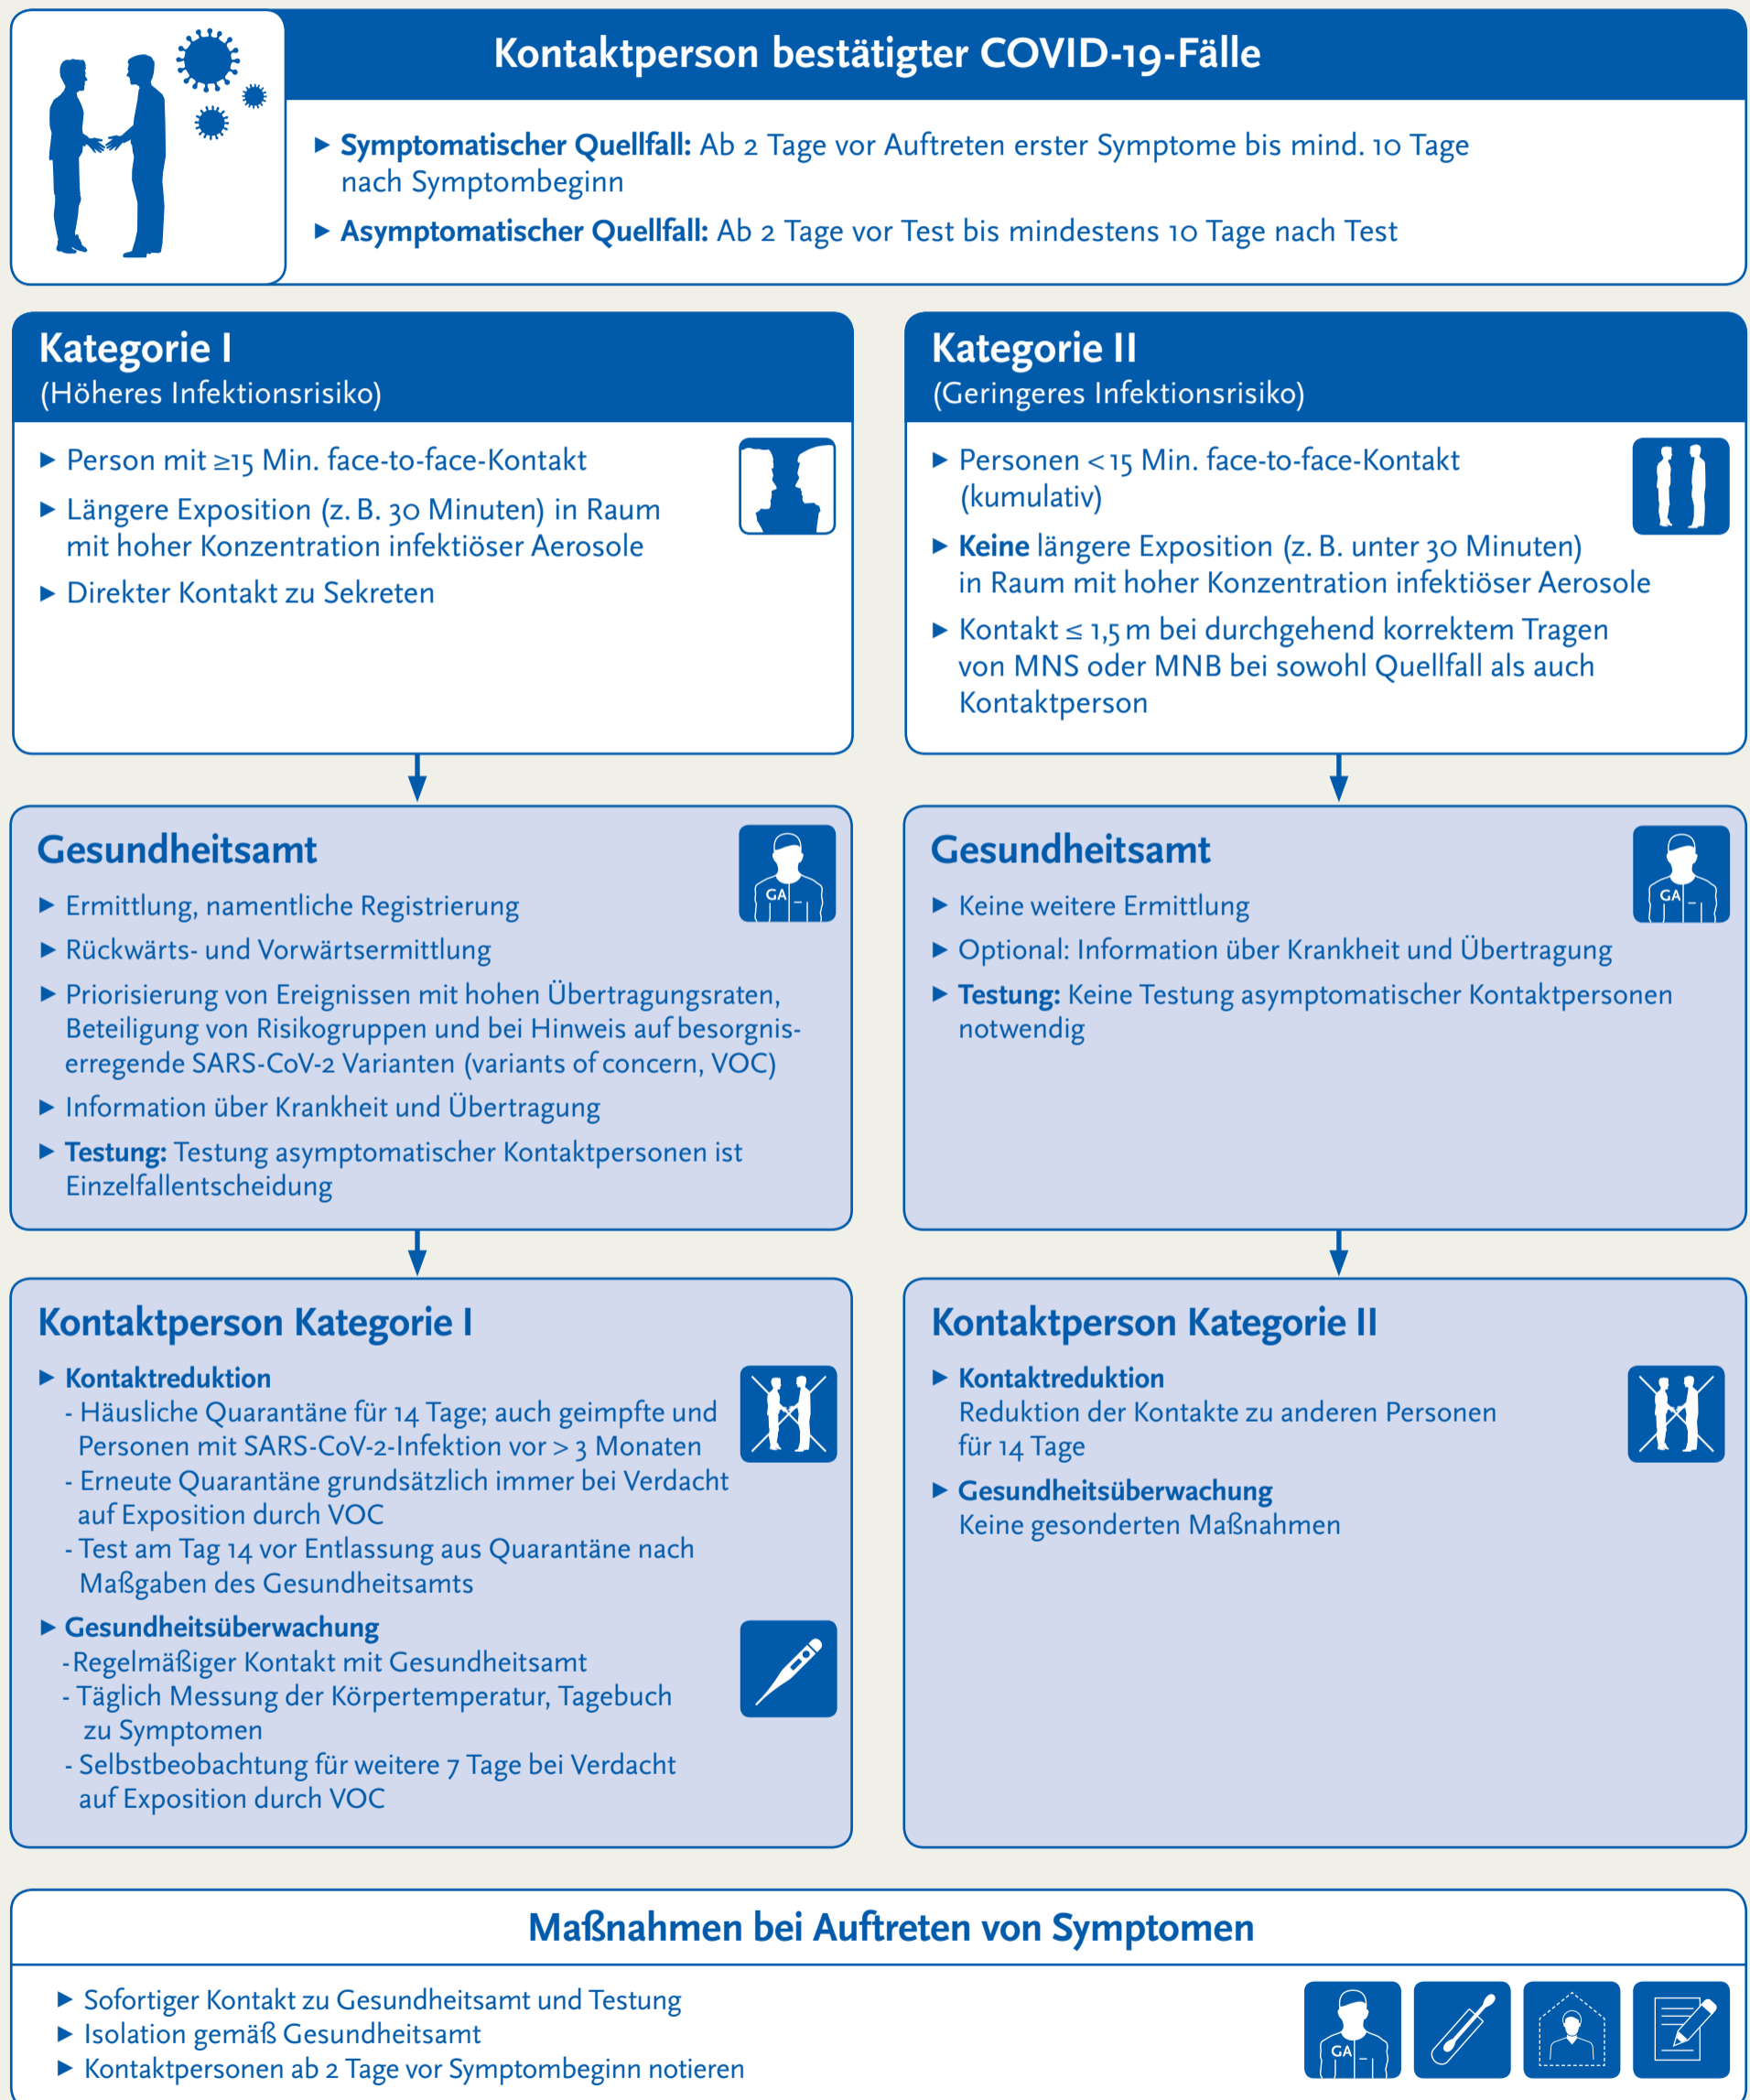 Kontaktperson bestätigter COVID-19-Fälle
► Symptomatischer Quellfall: Ab 2 Tage vor Auftreten erster Symptome bis mind. 10 Tage
nach Symptombeginn
► Asymptomatischer Quellfall: Ab 2 Tage vor Test bis mindestens 10 Tage nach Test
Kategorie I
(Höheres Infektionsrisiko)
► Person mit ≥15 Min. face-to-face-Kontakt
► Längere Exposition (z. B. 30 Minuten) in Raum
mit hoher Konzentration infektiöser Aerosole
► Direkter Kontakt zu Sekreten
Kategorie II
(Geringeres Infektionsrisiko)
► Personen <15 Min. face-to-face-Kontakt
(kumulativ)
► Keine längere Exposition (z. B. unter 30 Minuten)
in Raum mit hoher Konzentration infektiöser Aerosole
► Kontakt ≤ 1,5 m bei durchgehend korrektem Tragen
von MNS oder MNB bei sowohl Quellfall als auch
Kontaktperson
Gesundheitsamt
GA
► Ermittlung, namentliche Registrierung
► Rückwärts- und Vorwärtsermittlung
► Priorisierung von Ereignissen mit hohen Übertragungsraten,
Beteiligung von Risikogruppen und bei Hinweis auf besorgnis-
erregende SARS-CoV-2 Varianten (variants of concern, VOC)
► Information über Krankheit und Übertragung
► Testung: Testung asymptomatischer Kontaktpersonen ist
Einzelfallentscheidung
Gesundheitsamt
GA
► Keine weitere Ermittlung
► Optional: Information über Krankheit und Übertragung
► Testung: Keine Testung asymptomatischer Kontaktpersonen
notwendig
Kontaktperson Kategorie I
► Kontaktreduktion
- Häusliche Quarantäne für 14 Tage; auch geimpfte und
Personen mit SARS-CoV-2-Infektion vor > 3 Monaten
- Erneute Quarantäne grundsätzlich immer bei Verdacht
auf Exposition durch VOC
- Test am Tag 14 vor Entlassung aus Quarantäne nach
Maßgaben des Gesundheitsamts
► Gesundheitsüberwachung
-Regelmäßiger Kontakt mit Gesundheitsamt
- Täglich Messung der Körpertemperatur, Tagebuch
zu Symptomen
- Selbstbeobachtung für weitere 7 Tage bei Verdacht
auf Exposition durch VOC
Kontaktperson Kategorie II
► Kontaktreduktion
Reduktion der Kontakte zu anderen Personen
für 14 Tage
► Gesundheitsüberwachung
Keine gesonderten Maßnahmen
Maßnahmen bei Auftreten von Symptomen
► Sofortiger Kontakt zu Gesundheitsamt und Testung
► Isolation gemäß Gesundheitsamt
► Kontaktpersonen ab 2 Tage vor Symptombeginn notieren
GA